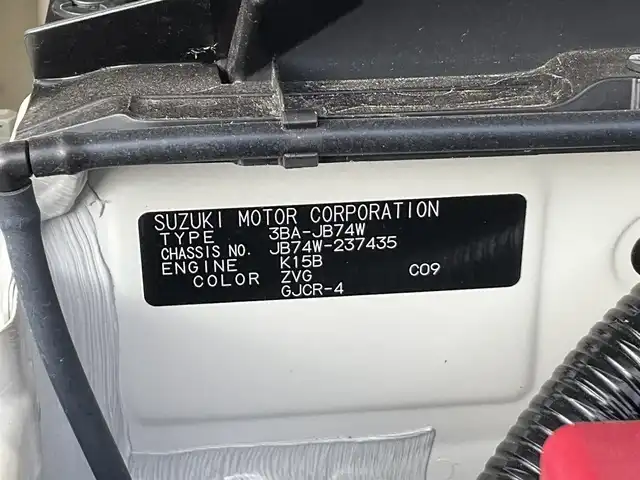 SUZUKI MOTOR CORPORATION
TYPE 3BA-JB74W
CHASSIS NO. JB74W-237435
ENGINE K15B
COLOR ZVG C09
GJCR-4